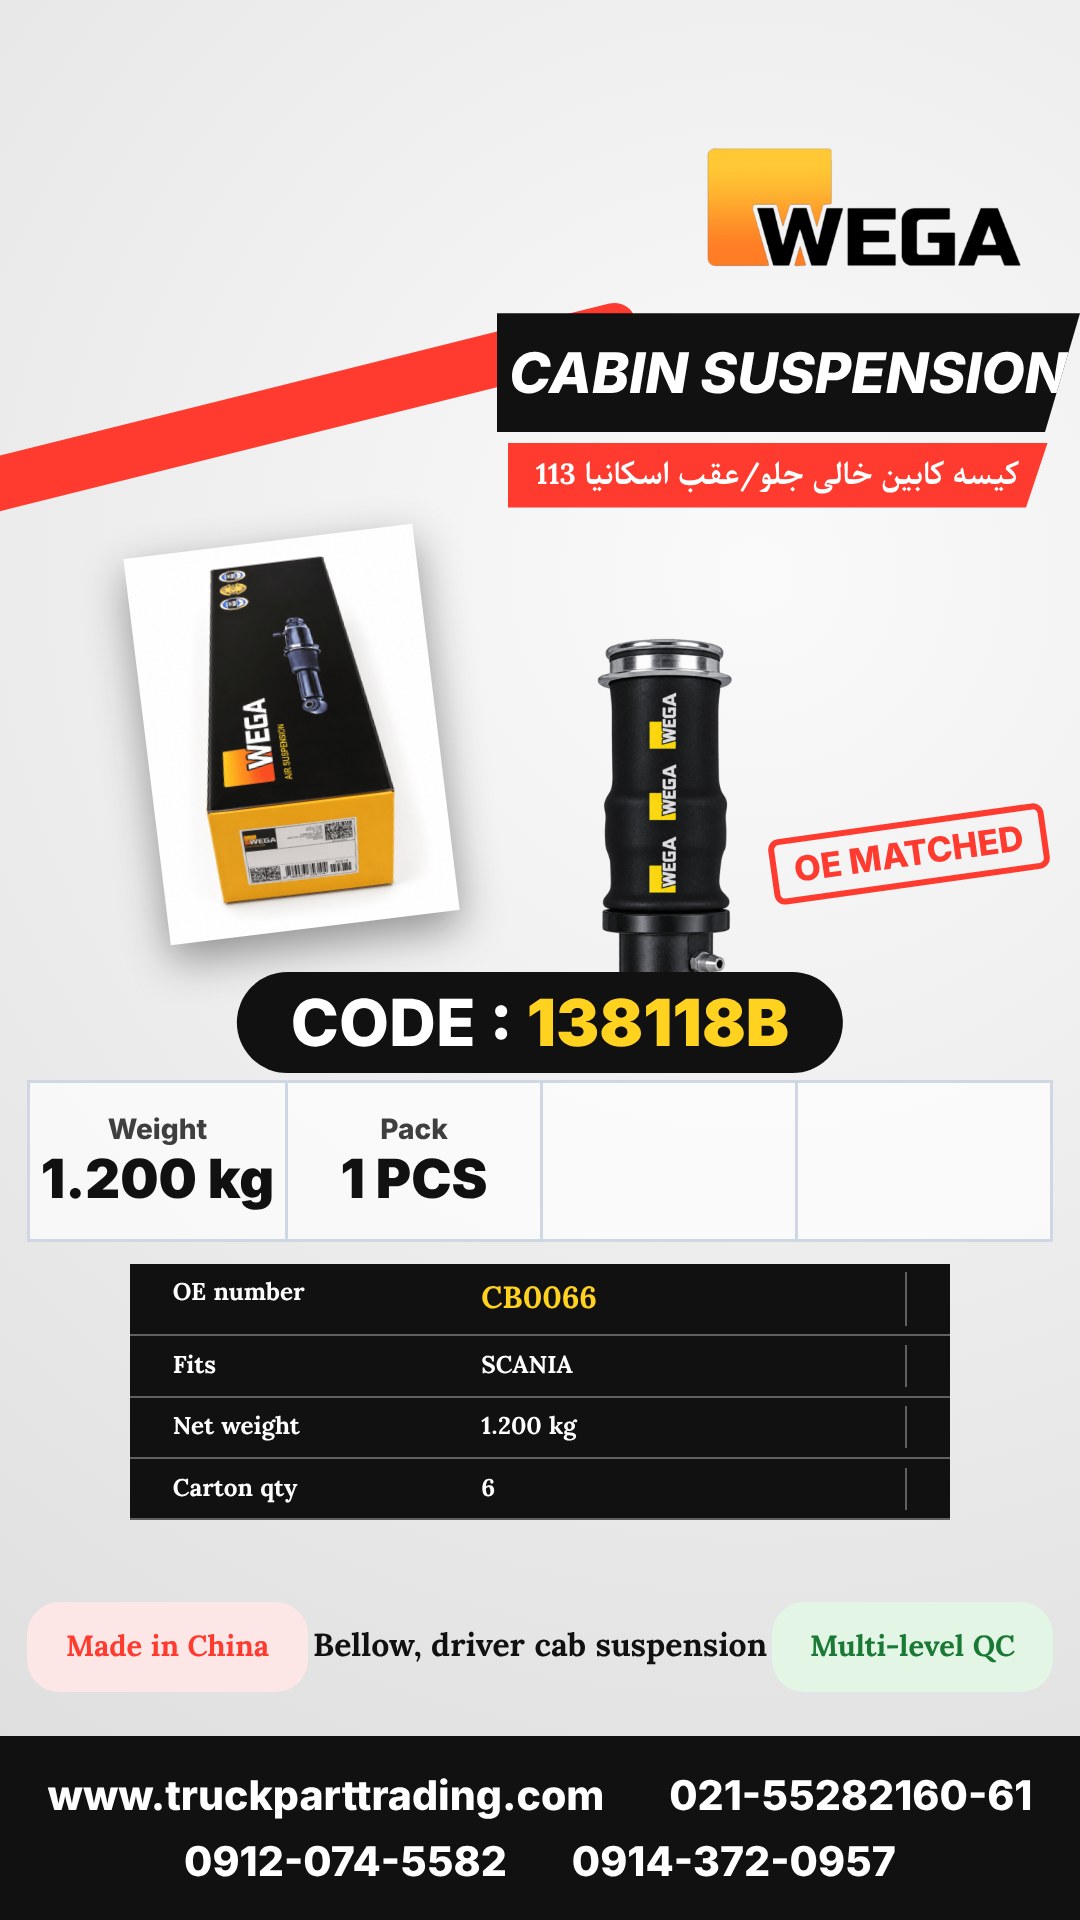 WEGA
CABIN SUSPENSION
کیسه کابین خالی جلو/عقب اسکانیا 113
WEGA
AIR SUSPENSION
WEGA
WEGA
WEGA
WEGA
OE MATCHED
CODE : 138118B
Weight
1.200 kg
Pack
1 PCS
OE number CB0066
Fits SCANIA
Net weight 1.200 kg
Carton qty 6
Made in China
Bellow, driver cab suspension
Multi-level QC
www.truckparttrading.com 021-55282160-61
0912-074-5582 0914-372-0957